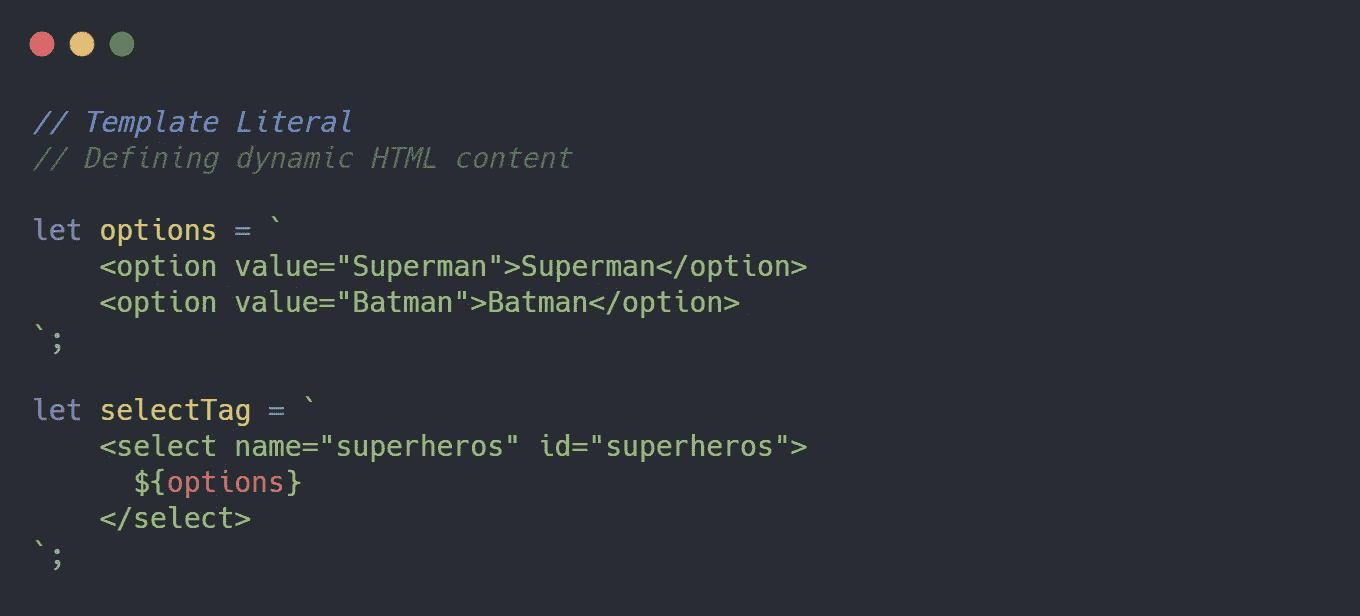 // Template Literal
// Defining dynamic HTML content
let options = `
<option value="Superman">Superman</option>
<option value="Batman">Batman</option>
`;
let selectTag = `
<select name="superheros" id="superheros">
${options}
</select>
`;